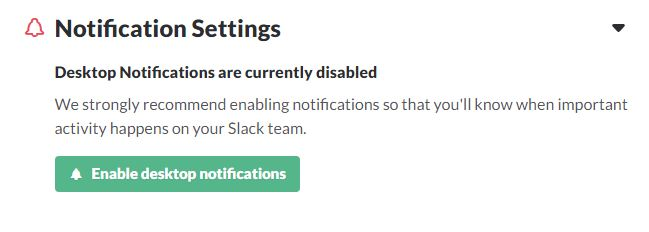 Notification Settings
Desktop Notifications are currently disabled
We strongly recommend enabling notifications so that you'll know when important
activity happens on your Slack team.
Enable desktop notifications